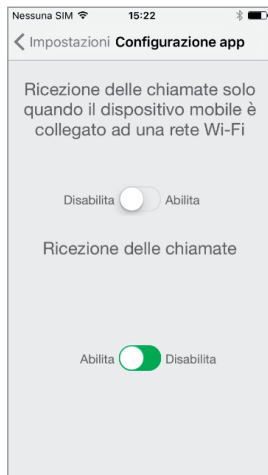 Nessuna SIM 15:22
Impostazioni Configurazione app
Ricezione delle chiamate solo
quando il dispositivo mobile è
collegato ad una rete Wi-Fi
Disabilita Abilita
Ricezione delle chiamate
Abilita Disabilita